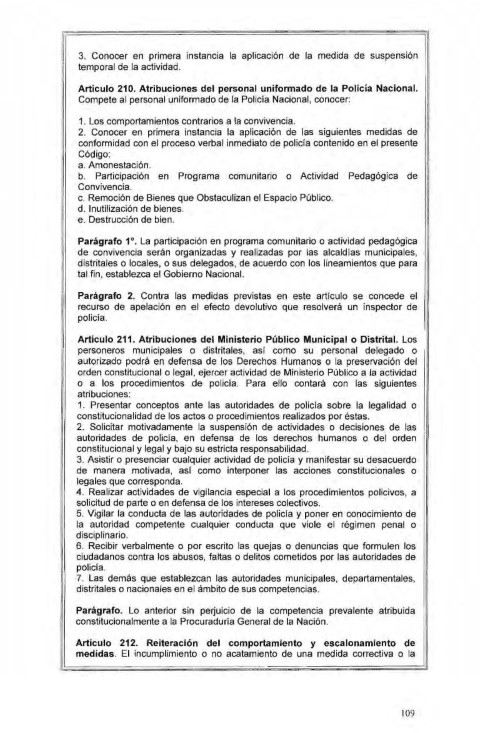 3. Conocer en primera instancia la aplicación de la medida de suspensión
temporal de la actividad.
Artículo 210. Atribuciones del personal uniformado de la Policía Nacional.
Compete al personal uniformado de la Policía Nacional, conocer:
1. Los comportamientos contrarios a la convivencia.
2. Conocer en primera instancia la aplicación de las siguientes medidas de
conformidad con el proceso verbal inmediato de policía contenido en el presente
Código:
a. Amonestación.
b. Participación en Programa comunitario o Actividad Pedagógica de
Convivencia.
c. Remoción de Bienes que Obstaculizan el Espacio Público.
d. Inutilización de bienes.
e. Destrucción de bien.
Parágrafo 1°. La participación en programa comunitario o actividad pedagógica
de convivencia serán organizadas y realizadas por las alcaldías municipales,
distritales o locales, o sus delegados, de acuerdo con los lineamientos que para
tal fin, establezca el Gobierno Nacional.
Parágrafo 2. Contra las medidas previstas en este artículo se concede el
recurso de apelación en el efecto devolutivo que resolverá un inspector de
policía.
Artículo 211. Atribuciones del Ministerio Público Municipal o Distrital. Los
personeros municipales o distritales, así como su personal delegado o
autorizado podrá en defensa de los Derechos Humanos o la preservación del
orden constitucional o legal, ejercer actividad de Ministerio Público a la actividad
o a los procedimientos de policía. Para ello contará con las siguientes
atribuciones:
1. Presentar conceptos ante las autoridades de policía sobre la legalidad o
constitucionalidad de los actos o procedimientos realizados por éstas.
2. Solicitar motivadamente la suspensión de actividades o decisiones de las
autoridades de policía, en defensa de los derechos humanos o del orden
constitucional y legal y bajo su estricta responsabilidad.
3. Asistir o presenciar cualquier actividad de policía y manifestar su desacuerdo
de manera motivada, así como interponer las acciones constitucionales o
legales que corresponda.
4. Realizar actividades de vigilancia especial a los procedimientos policivos, a
solicitud de parte o en defensa de los intereses colectivos.
5. Vigilar la conducta de las autoridades de policía y poner en conocimiento de
la autoridad competente cualquier conducta que viole el régimen penal o
disciplinario.
6. Recibir verbalmente o por escrito las quejas o denuncias que formulen los
ciudadanos contra los abusos, faltas o delitos cometidos por las autoridades de
policía.
7. Las demás que establezcan las autoridades municipales, departamentales,
distritales o nacionales en el ámbito de sus competencias.
Parágrafo. Lo anterior sin perjuicio de la competencia prevalente atribuida
constitucionalmente a la Procuraduría General de la Nación.
Artículo 212. Reiteración del comportamiento y escalonamiento de
medidas. El incumplimiento o no acatamiento de una medida correctiva o la
109